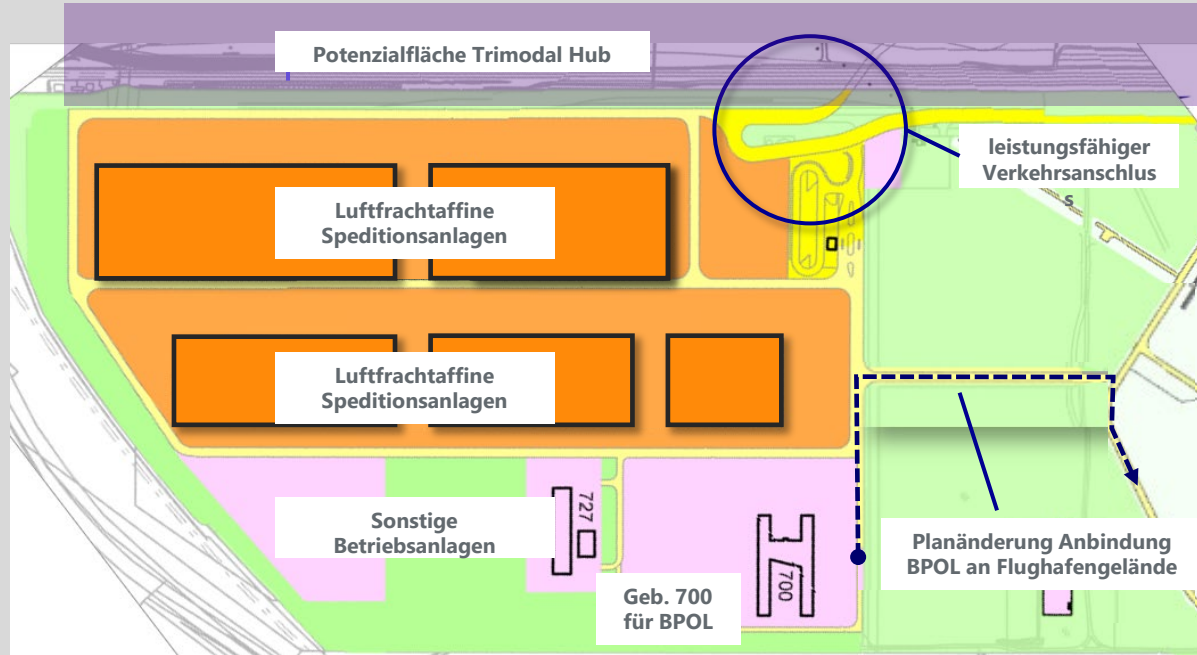 Potenzialfläche Trimodal Hub
leistungsfähiger
Verkehrsanschlus
s
Luftfrachtaffine
Speditionsanlagen
Luftfrachtaffine
Speditionsanlagen
Sonstige
Betriebsanlagen
727
700
Geb. 700
für BPOL
Planänderung Anbindung
BPOL an Flughafengelände